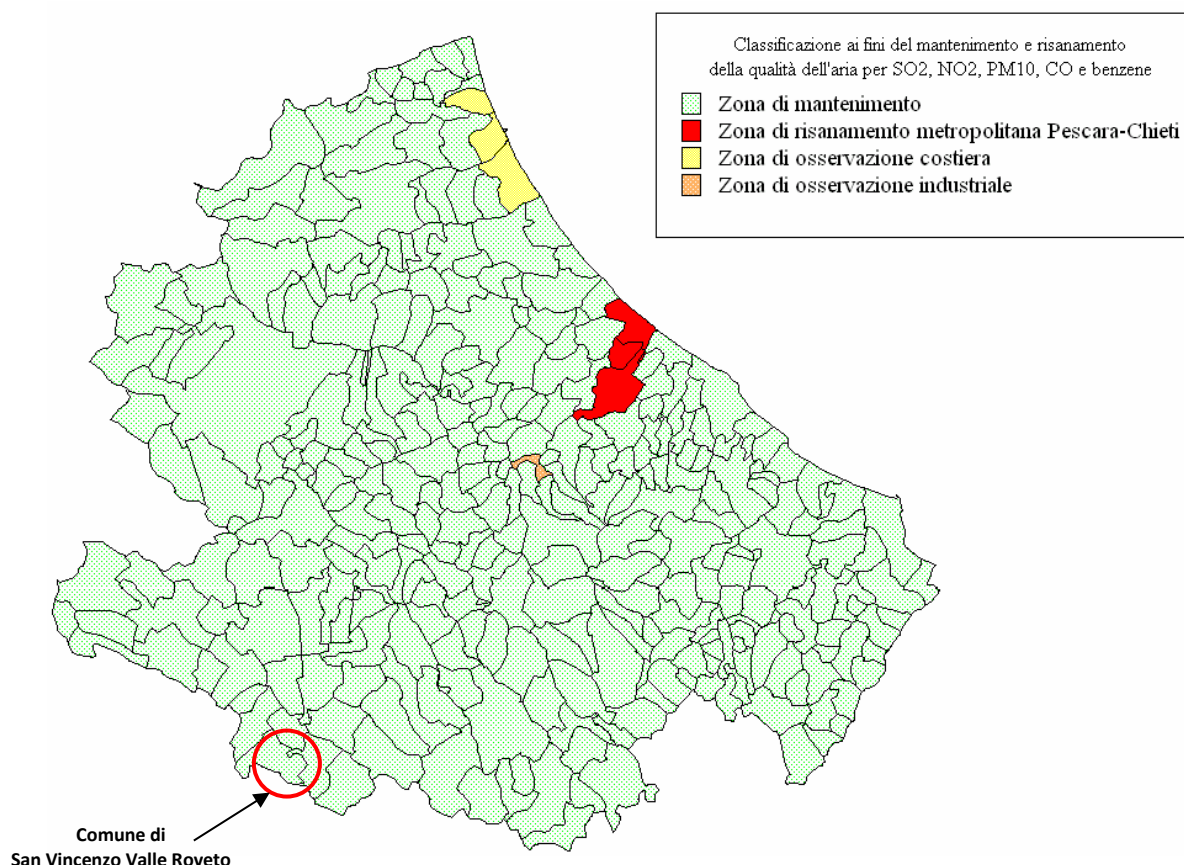 Classificazione ai fini del mantenimento e risanamento
della qualità dell'aria per SO2, NO2, PM10, CO e benzene
Zona di mantenimento
Zona di risanamemto metropolitana Pescara-Chieti
Zona di osservazione costiera
Zona di osservazione industriale
Comune di
San Vincenzo Valle Roveto